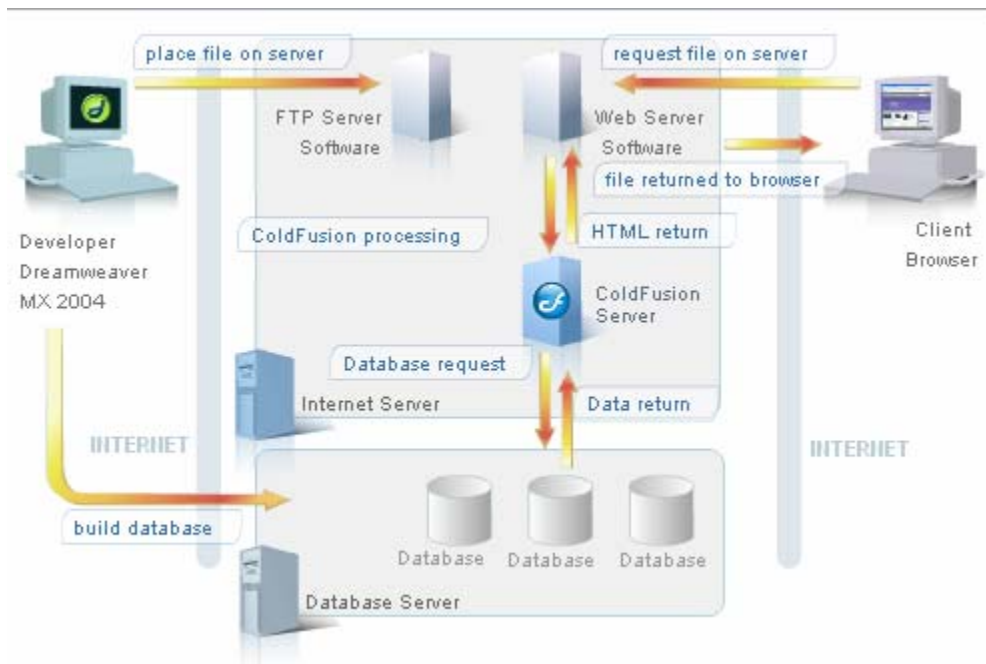 place file on server
request file on server
FTP Server
Software
Web Server
Software
file returned to browser
Developer
Dreamweaver
MX 2004
ColdFusion processing
HTML return
Client
Browser
ColdFusion
Server
Database request
Internet Server
Data return
INTERNET
INTERNET
build database
Database
Database
Database
Database Server